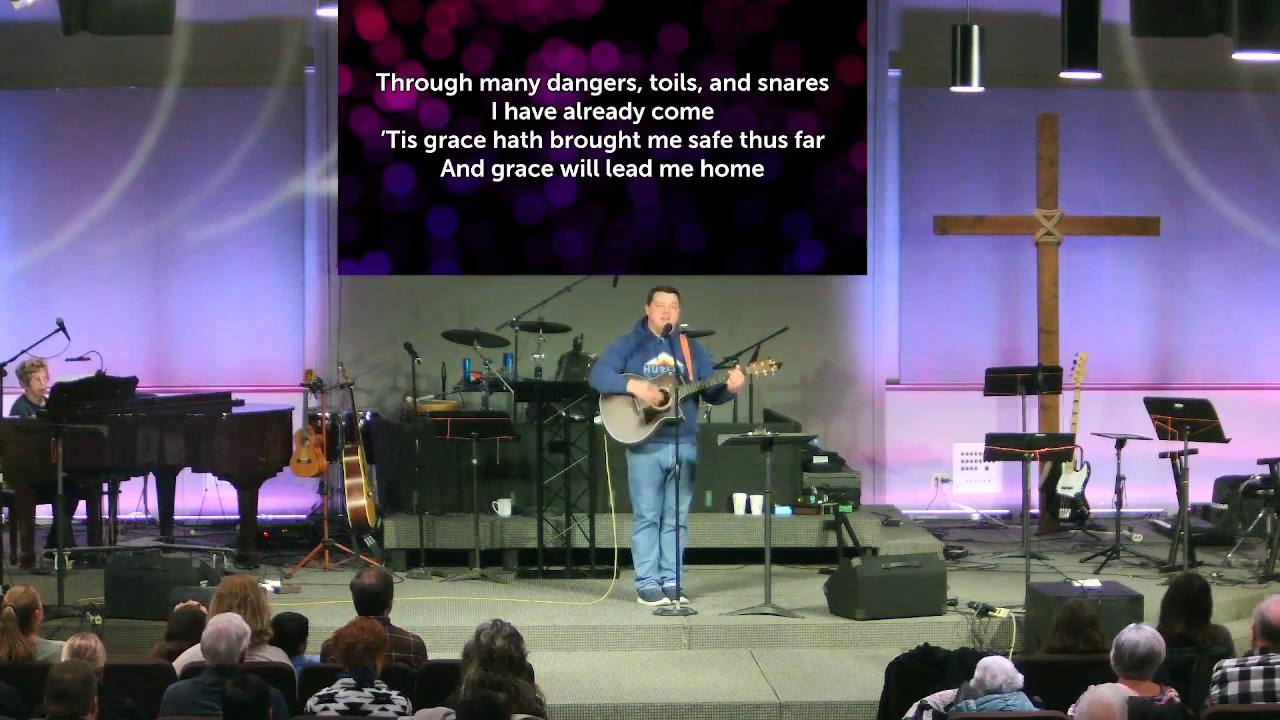 Through many dangers, toils, and snares
I have already come
’Tis grace hath brought me safe thus far
And grace will lead me home